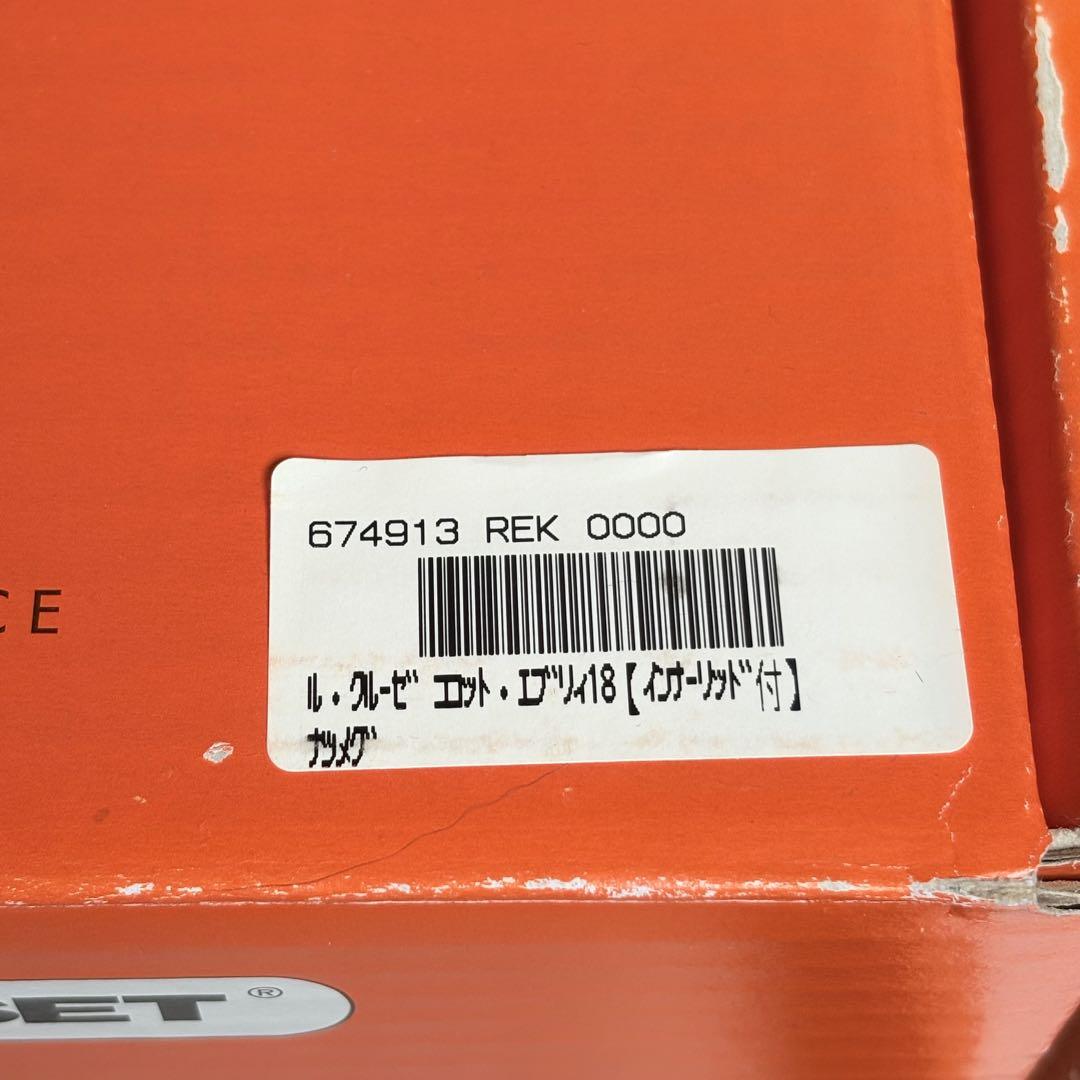 674913 REK 0000
CE
ル・クルーゼ ココット・エブリィ18【インナーリッド付】
ナツメグ
SET®